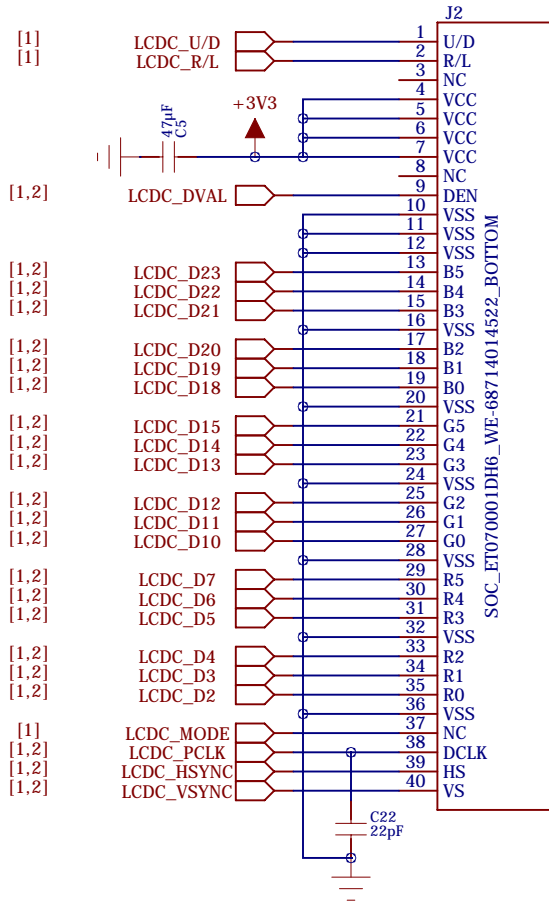 J2
[1] LCDC_U/D 1 U/D
[1] LCDC_R/L 2 R/L
3 NC
4 VCC
5 VCC
6 VCC
7 VCC
+3V3
47µF
C5
8 NC
[1,2] LCDC_DVAL 9 DEN
10 VSS
11 VSS
12 VSS
[1,2] LCDC_D23 13 B5
[1,2] LCDC_D22 14 B4
[1,2] LCDC_D21 15 B3
16 VSS
[1,2] LCDC_D20 17 B2
[1,2] LCDC_D19 18 B1
[1,2] LCDC_D18 19 B0
20 VSS
[1,2] LCDC_D15 21 G5
[1,2] LCDC_D14 22 G4
[1,2] LCDC_D13 23 G3
24 VSS
[1,2] LCDC_D12 25 G2
[1,2] LCDC_D11 26 G1
[1,2] LCDC_D10 27 G0
28 VSS
[1,2] LCDC_D7 29 R5
[1,2] LCDC_D6 30 R4
[1,2] LCDC_D5 31 R3
32 VSS
[1,2] LCDC_D4 33 R2
[1,2] LCDC_D3 34 R1
[1,2] LCDC_D2 35 R0
36 VSS
[1] LCDC_MODE 37 NC
[1,2] LCDC_PCLK 38 DCLK
[1,2] LCDC_HSYNC 39 HS
[1,2] LCDC_VSYNC 40 VS
SOC_ET070001DH6_WE-68714014522_BOTTOM
C22
22pF